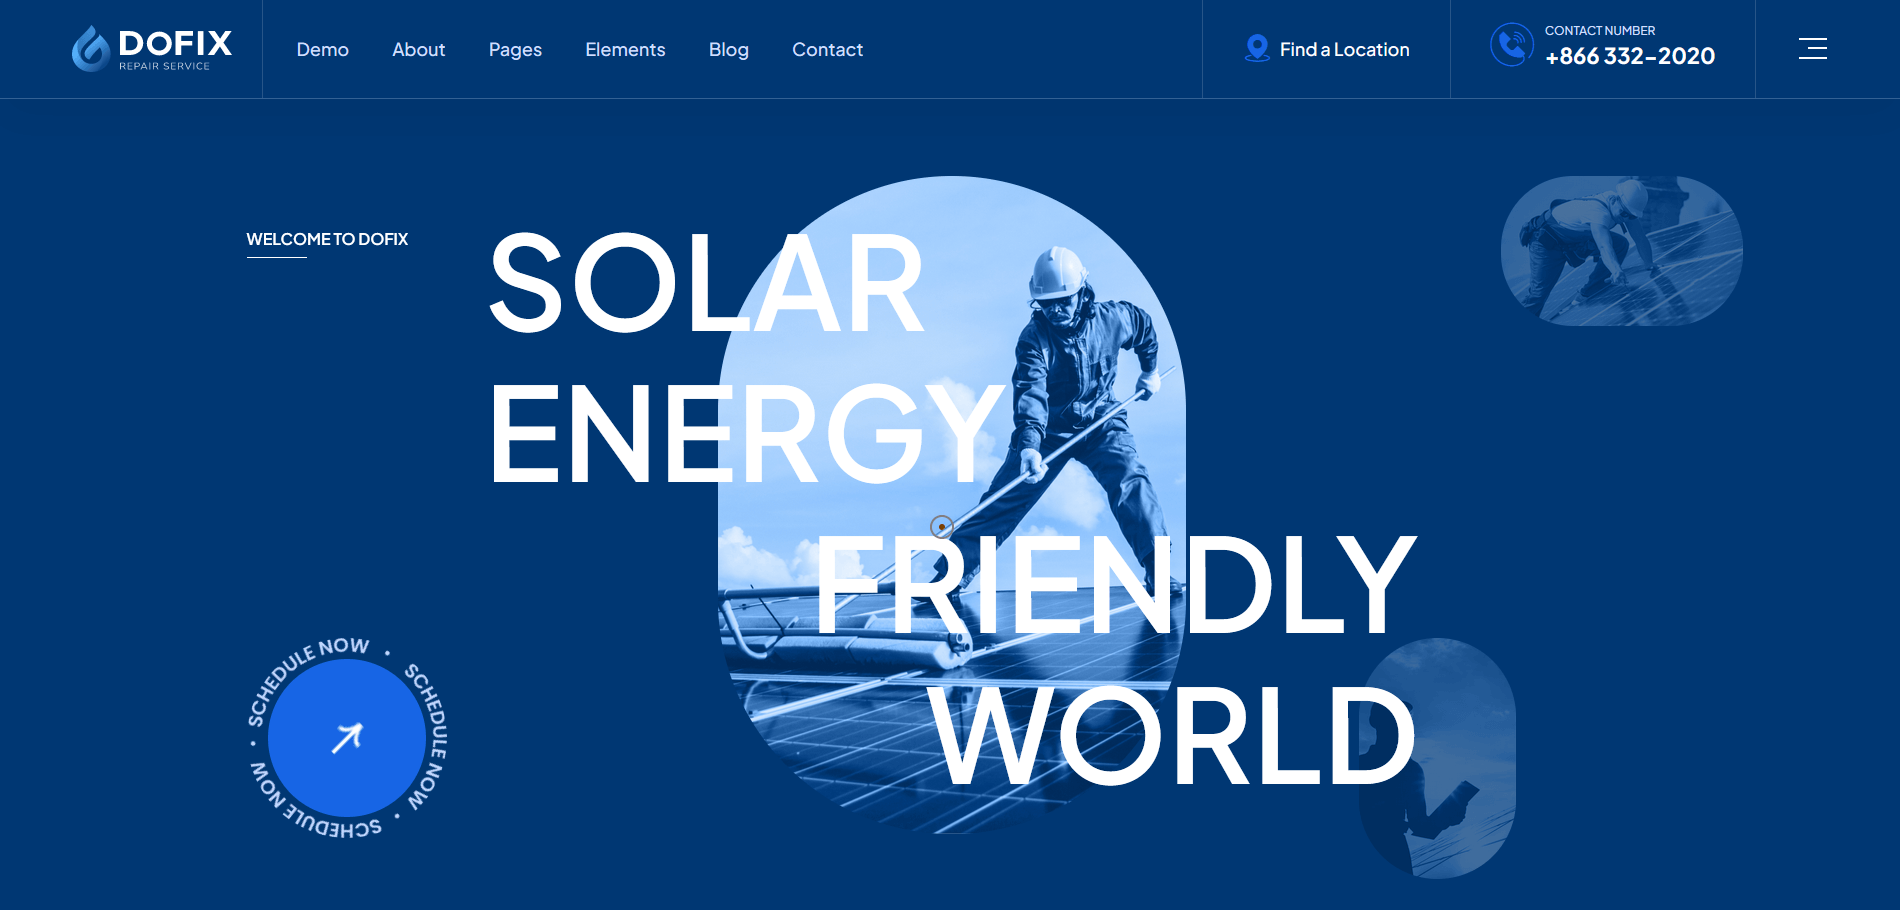 DOFIX
REPAIR SERVICE
Demo
About
Pages
Elements
Blog
Contact
Find a Location
CONTACT NUMBER
+866 332-2020
WELCOME TO DOFIX
SOLAR
ENERGY
FRIENDLY
WORLD
SCHEDULE NOW • SCHEDULE NOW • SCHEDULE NOW •